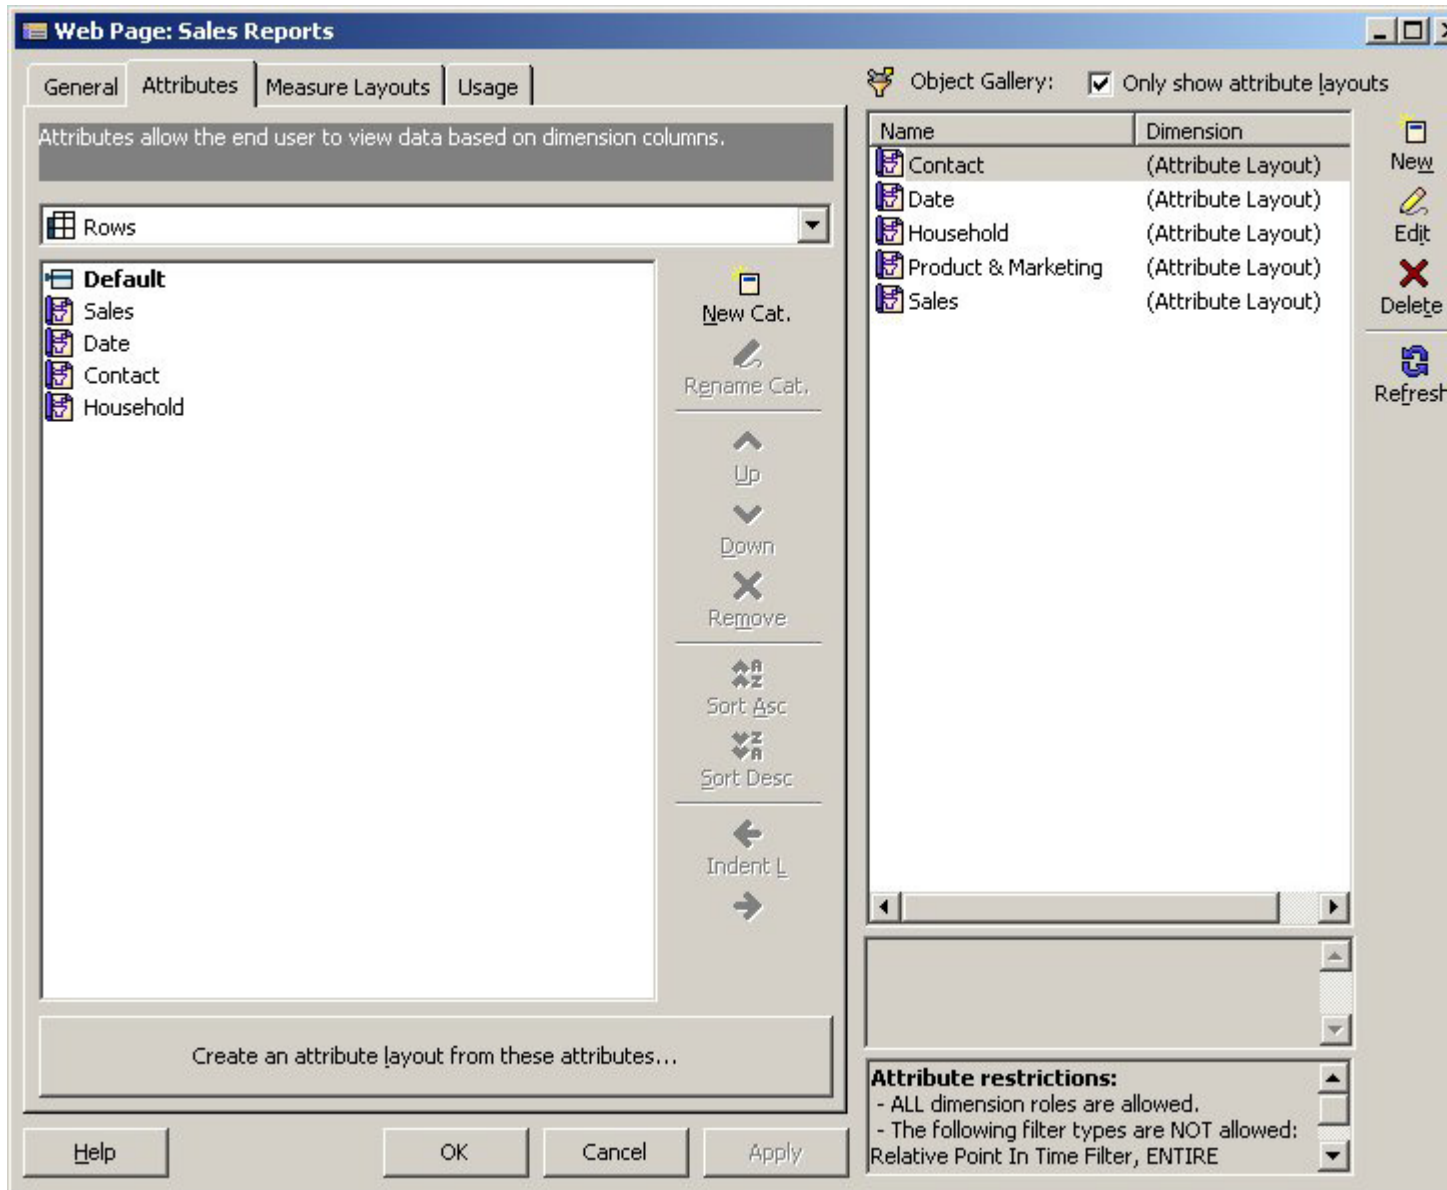 Web Page: Sales Reports
General
Attributes
Measure Layouts
Usage
Attributes allow the end user to view data based on dimension columns.
Rows
Default
Sales
Date
Contact
Household
New Cat.
Rename Cat.
Up
Down
Remove
Sort Asc
Sort Desc
Indent L
Create an attribute layout from these attributes...
Help
OK
Cancel
Apply
Object Gallery:
Only show attribute layouts
Name Dimension
Contact (Attribute Layout)
Date (Attribute Layout)
Household (Attribute Layout)
Product & Marketing (Attribute Layout)
Sales (Attribute Layout)
New
Edit
Delete
Refresh
Attribute restrictions:
- ALL dimension roles are allowed.
- The following filter types are NOT allowed:
Relative Point In Time Filter, ENTIRE